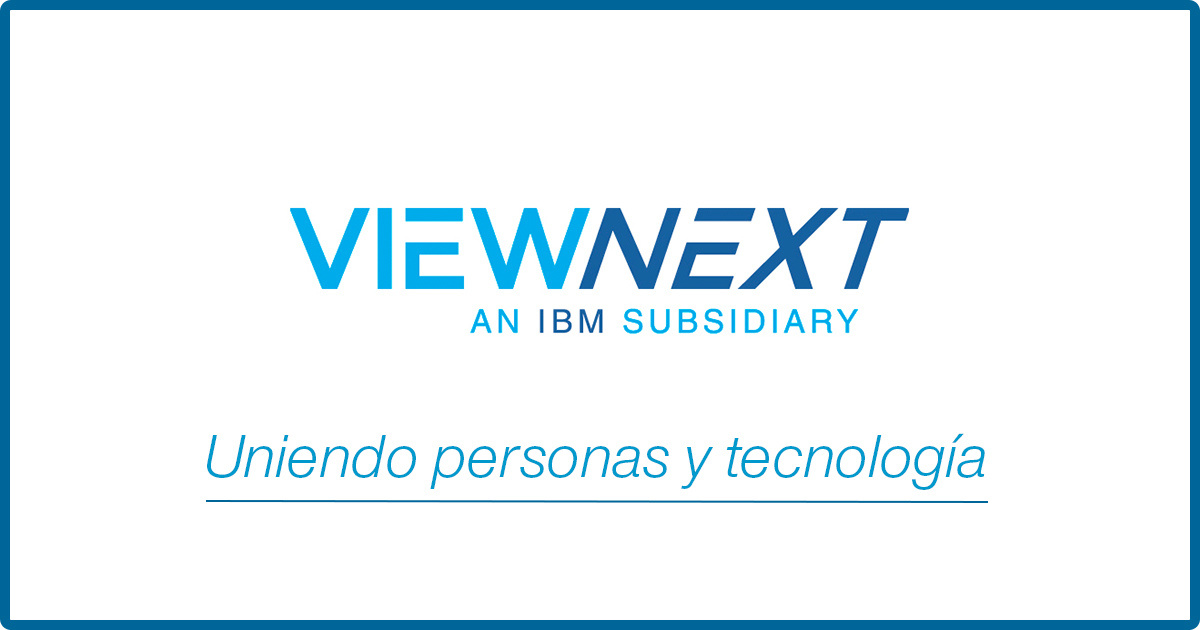 VIEWNEXT
AN IBM SUBSIDIARY
Uniendo personas y tecnología